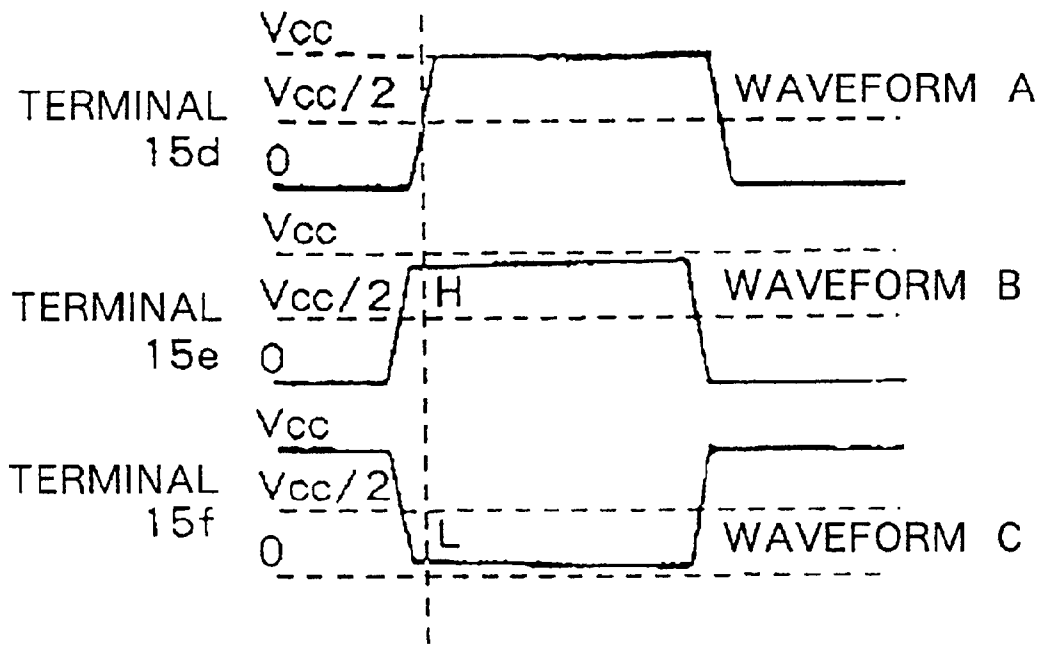 Vcc
Vcc/2
WAVEFORM A
TERMINAL
15d
0
Vcc
Vcc/2
H
WAVEFORM B
TERMINAL
15e
0
Vcc
TERMINAL
Vcc/2
15f
L
WAVEFORM C
0